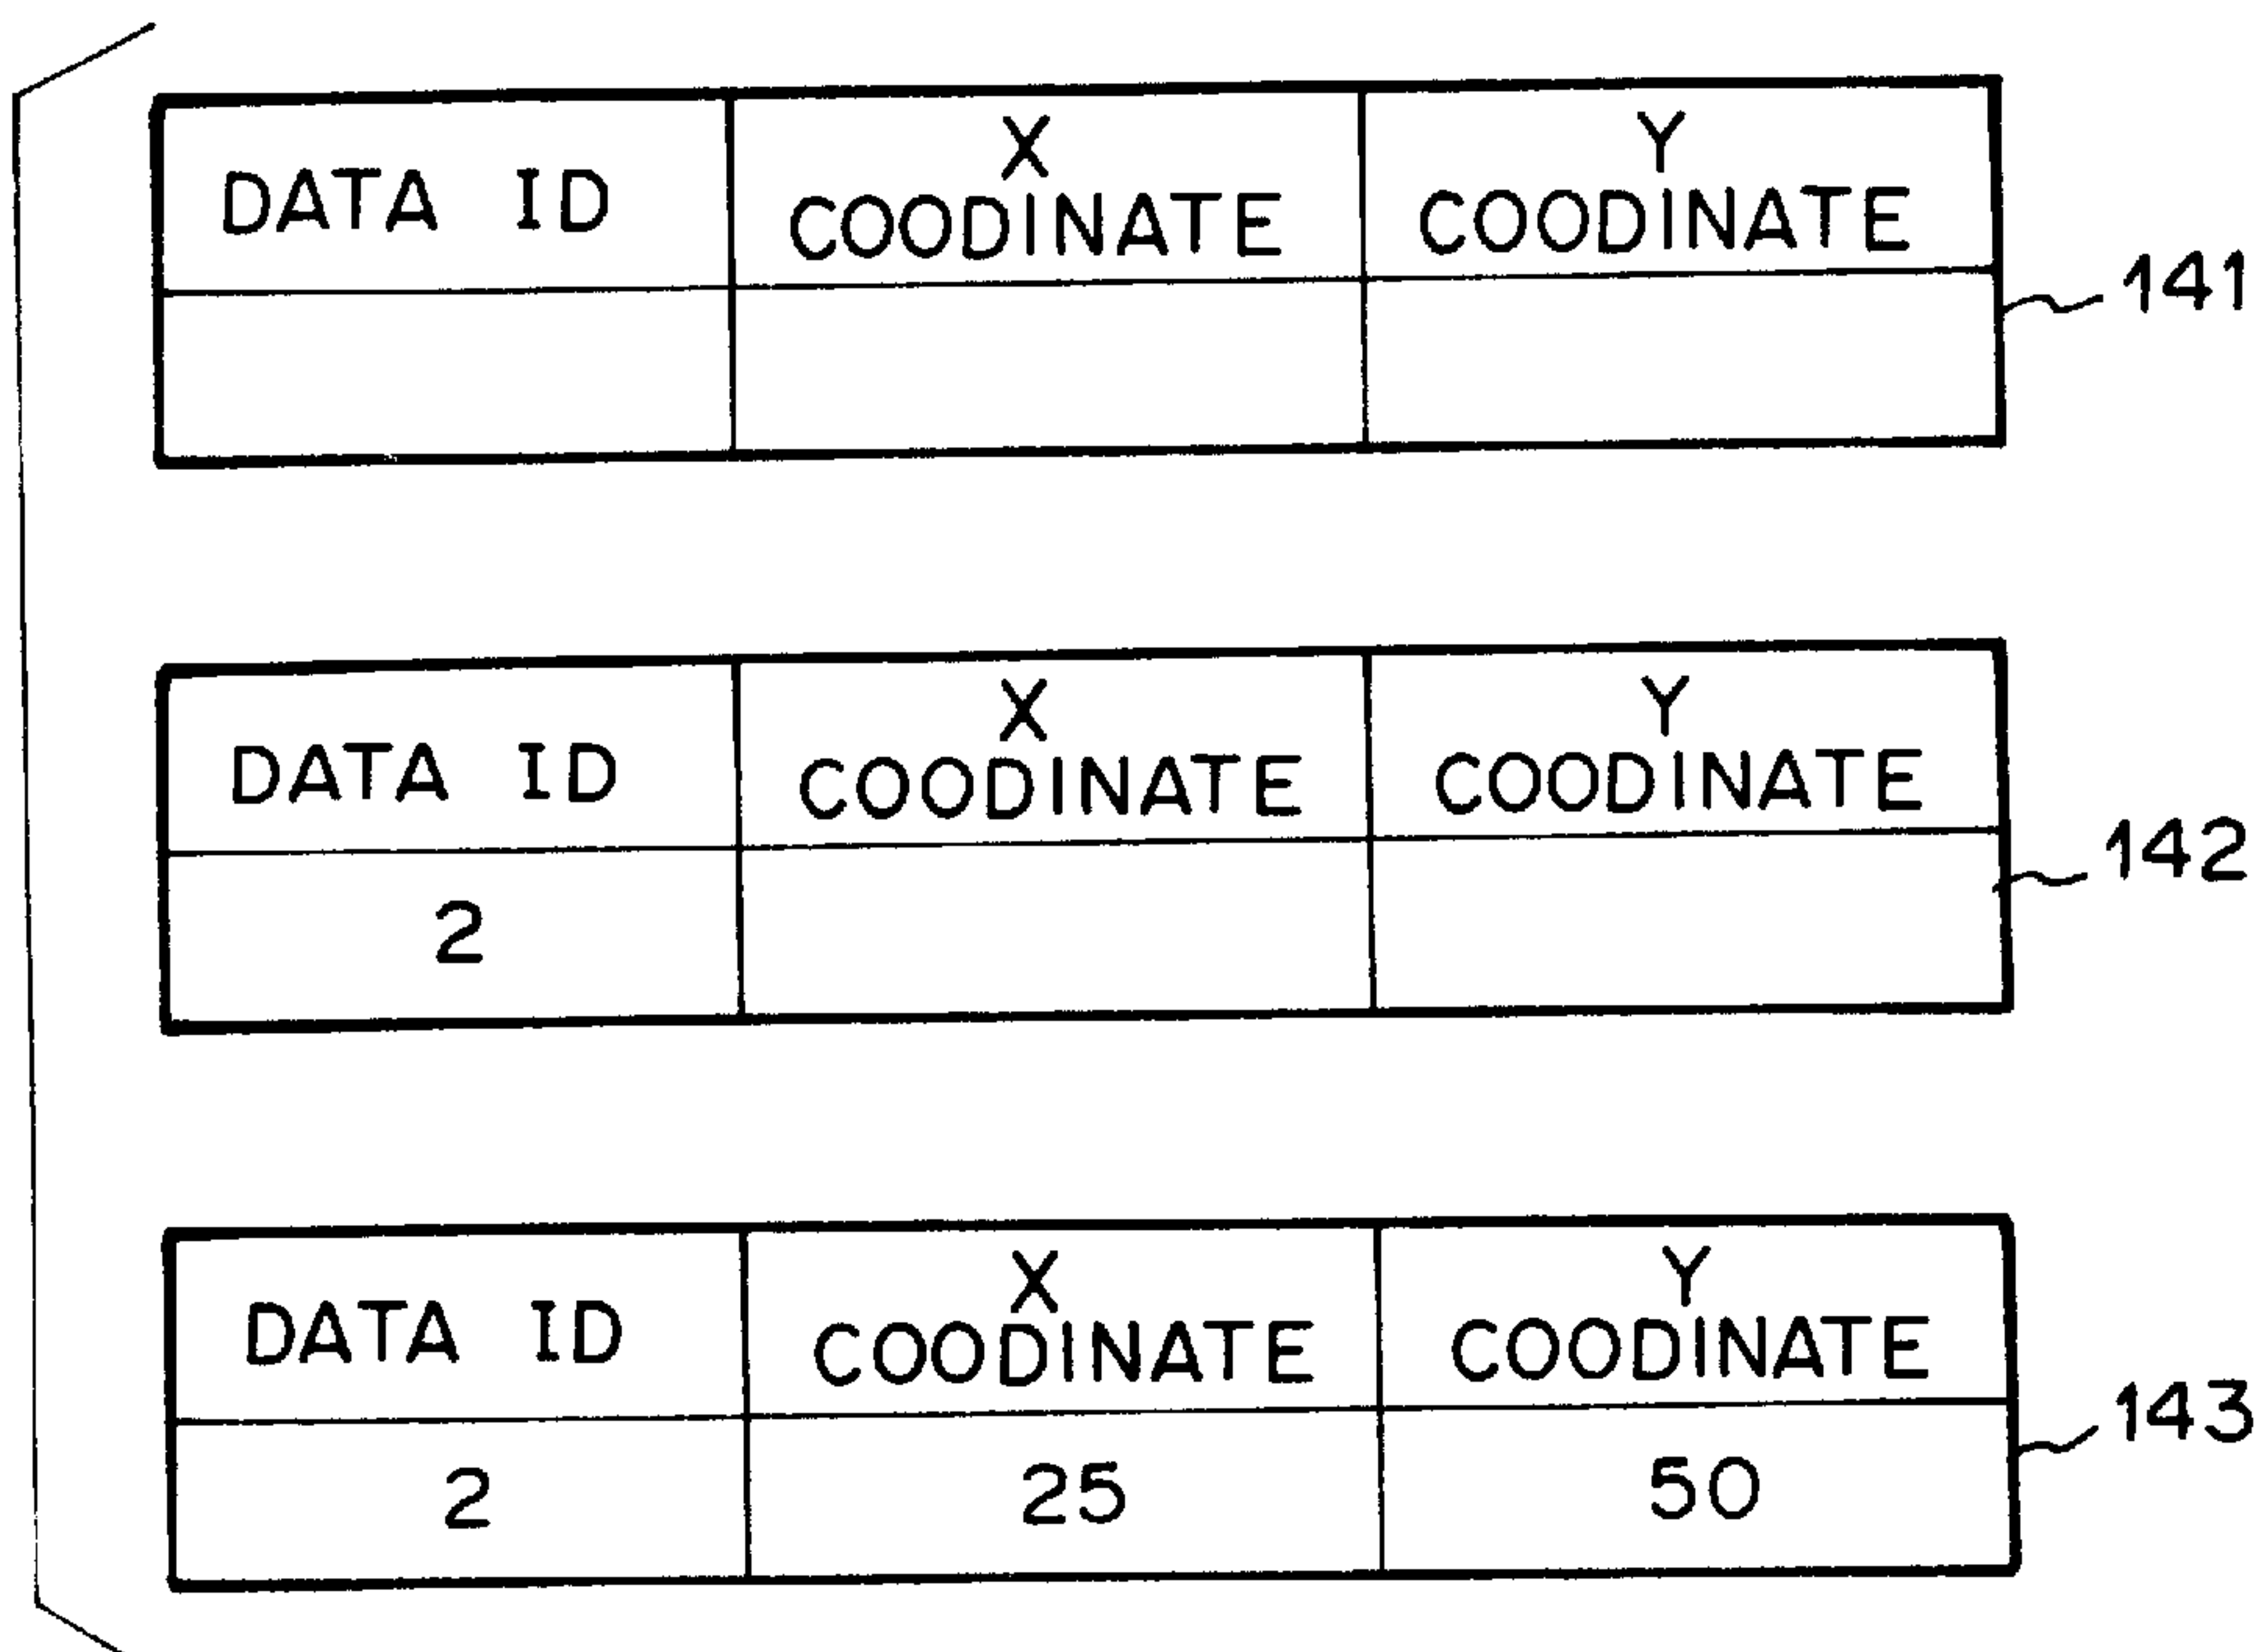 DATA ID X COODINATE Y COODINATE
141
DATA ID X COODINATE Y COODINATE
2
142
DATA ID X COODINATE Y COODINATE
2 25 50
143